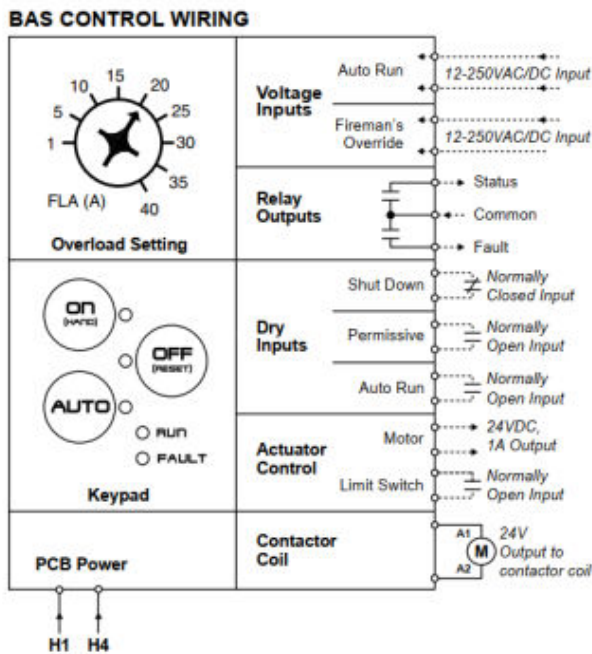 BAS CONTROL WIRING
1
5
10
15
20
25
30
35
40
FLA (A)
Overload Setting
Voltage
Inputs
Auto Run
12-250VAC/DC Input
Fireman's
Override
12-250VAC/DC Input
Relay
Outputs
Status
Common
Fault
ON
(HAND)
OFF
(RESET)
AUTO
RUN
FAULT
Keypad
Dry
Inputs
Shut Down
Normally
Closed Input
Permissive
Normally
Open Input
Auto Run
Normally
Open Input
Actuator
Control
Motor
24VDC,
1A Output
Limit Switch
Normally
Open Input
PCB Power
Contactor
Coil
A1
M
A2
24V
Output to
contactor coil
H1 H4